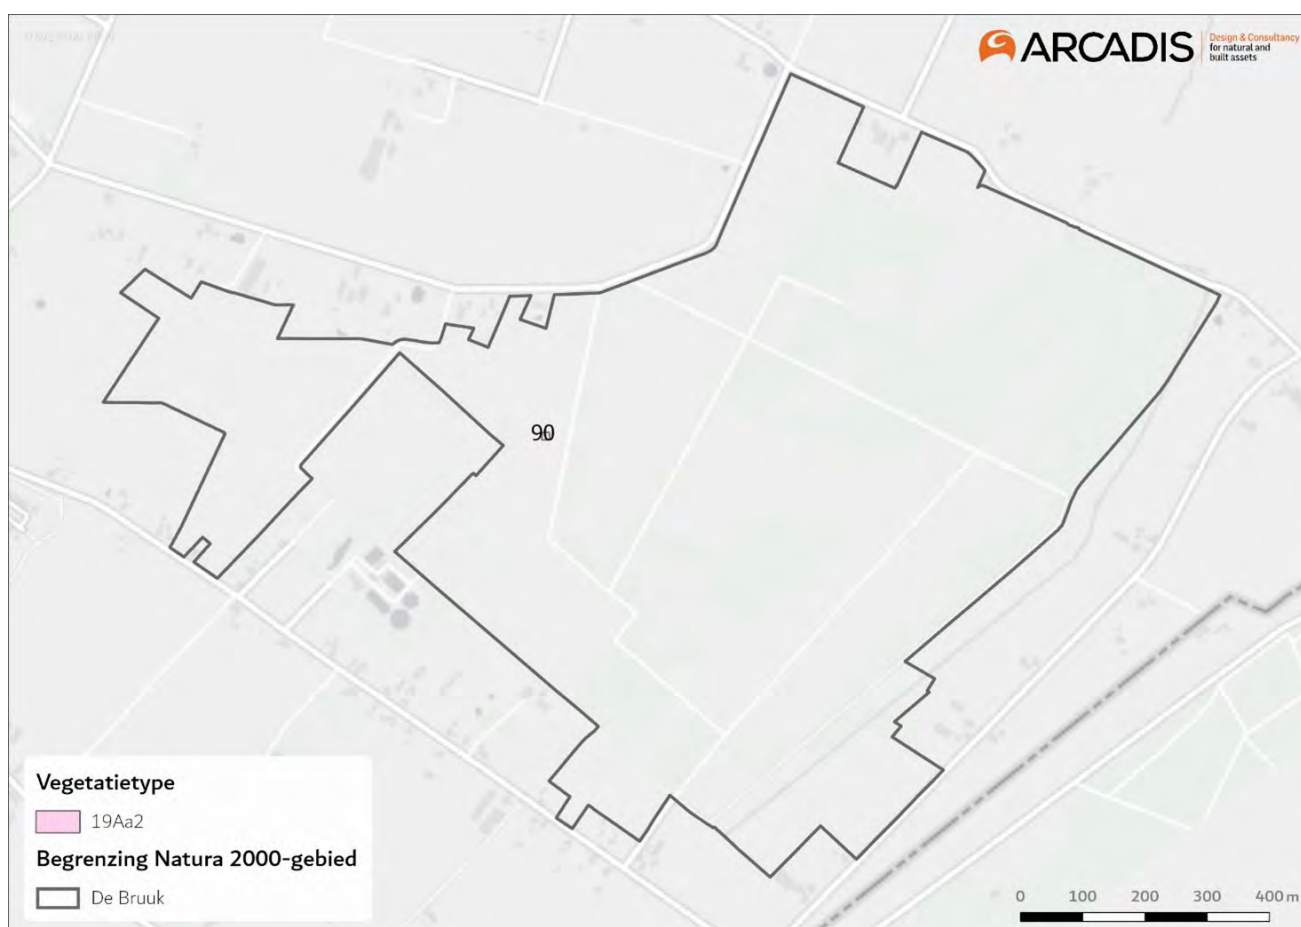 ARCADIS
Design & Consultancy
for natural and
built assets
90
Vegetatietype
19Aa2
Begrenzing Natura 2000-gebied
De Bruuk
0 100 200 300 400 m